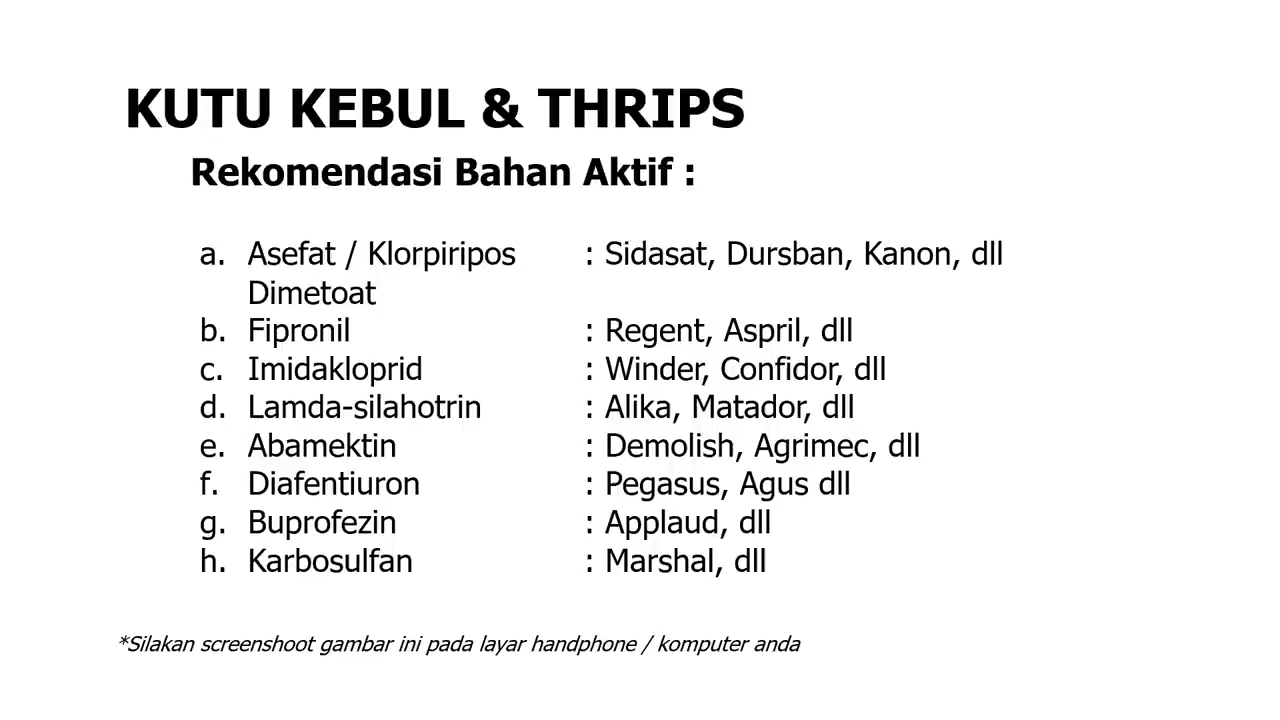 KUTU KEBUL & THRIPS
Rekomendasi Bahan Aktif :
a. Asefat / Klorpiripos : Sidasat, Dursban, Kanon, dll
Dimetoat
b. Fipronil : Regent, Aspril, dll
c. Imidakloprid : Winder, Confidor, dll
d. Lamda-silahotrin : Alika, Matador, dll
e. Abamektin : Demolish, Agrimec, dll
f. Diafentiuron : Pegasus, Agus dll
g. Buprofezin : Applaud, dll
h. Karbosulfan : Marshal, dll
*Silakan screenshoot gambar ini pada layar handphone / komputer anda